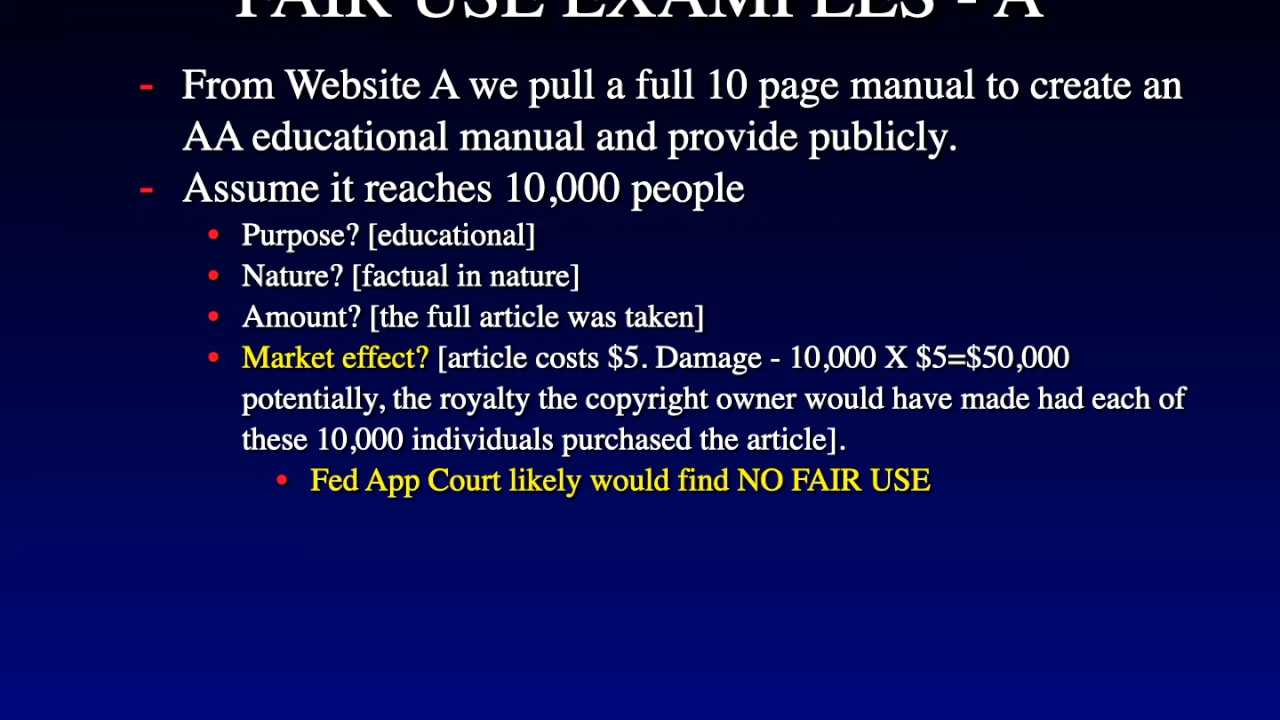 FAIR USE EXAMPLES - A
- From Website A we pull a full 10 page manual to create an
AA educational manual and provide publicly.
- Assume it reaches 10,000 people
• Purpose? [educational]
• Nature? [factual in nature]
• Amount? [the full article was taken]
• Market effect? [article costs $5. Damage - 10,000 X $5=$50,000
potentially, the royalty the copyright owner would have made had each of
these 10,000 individuals purchased the article].
• Fed App Court likely would find NO FAIR USE